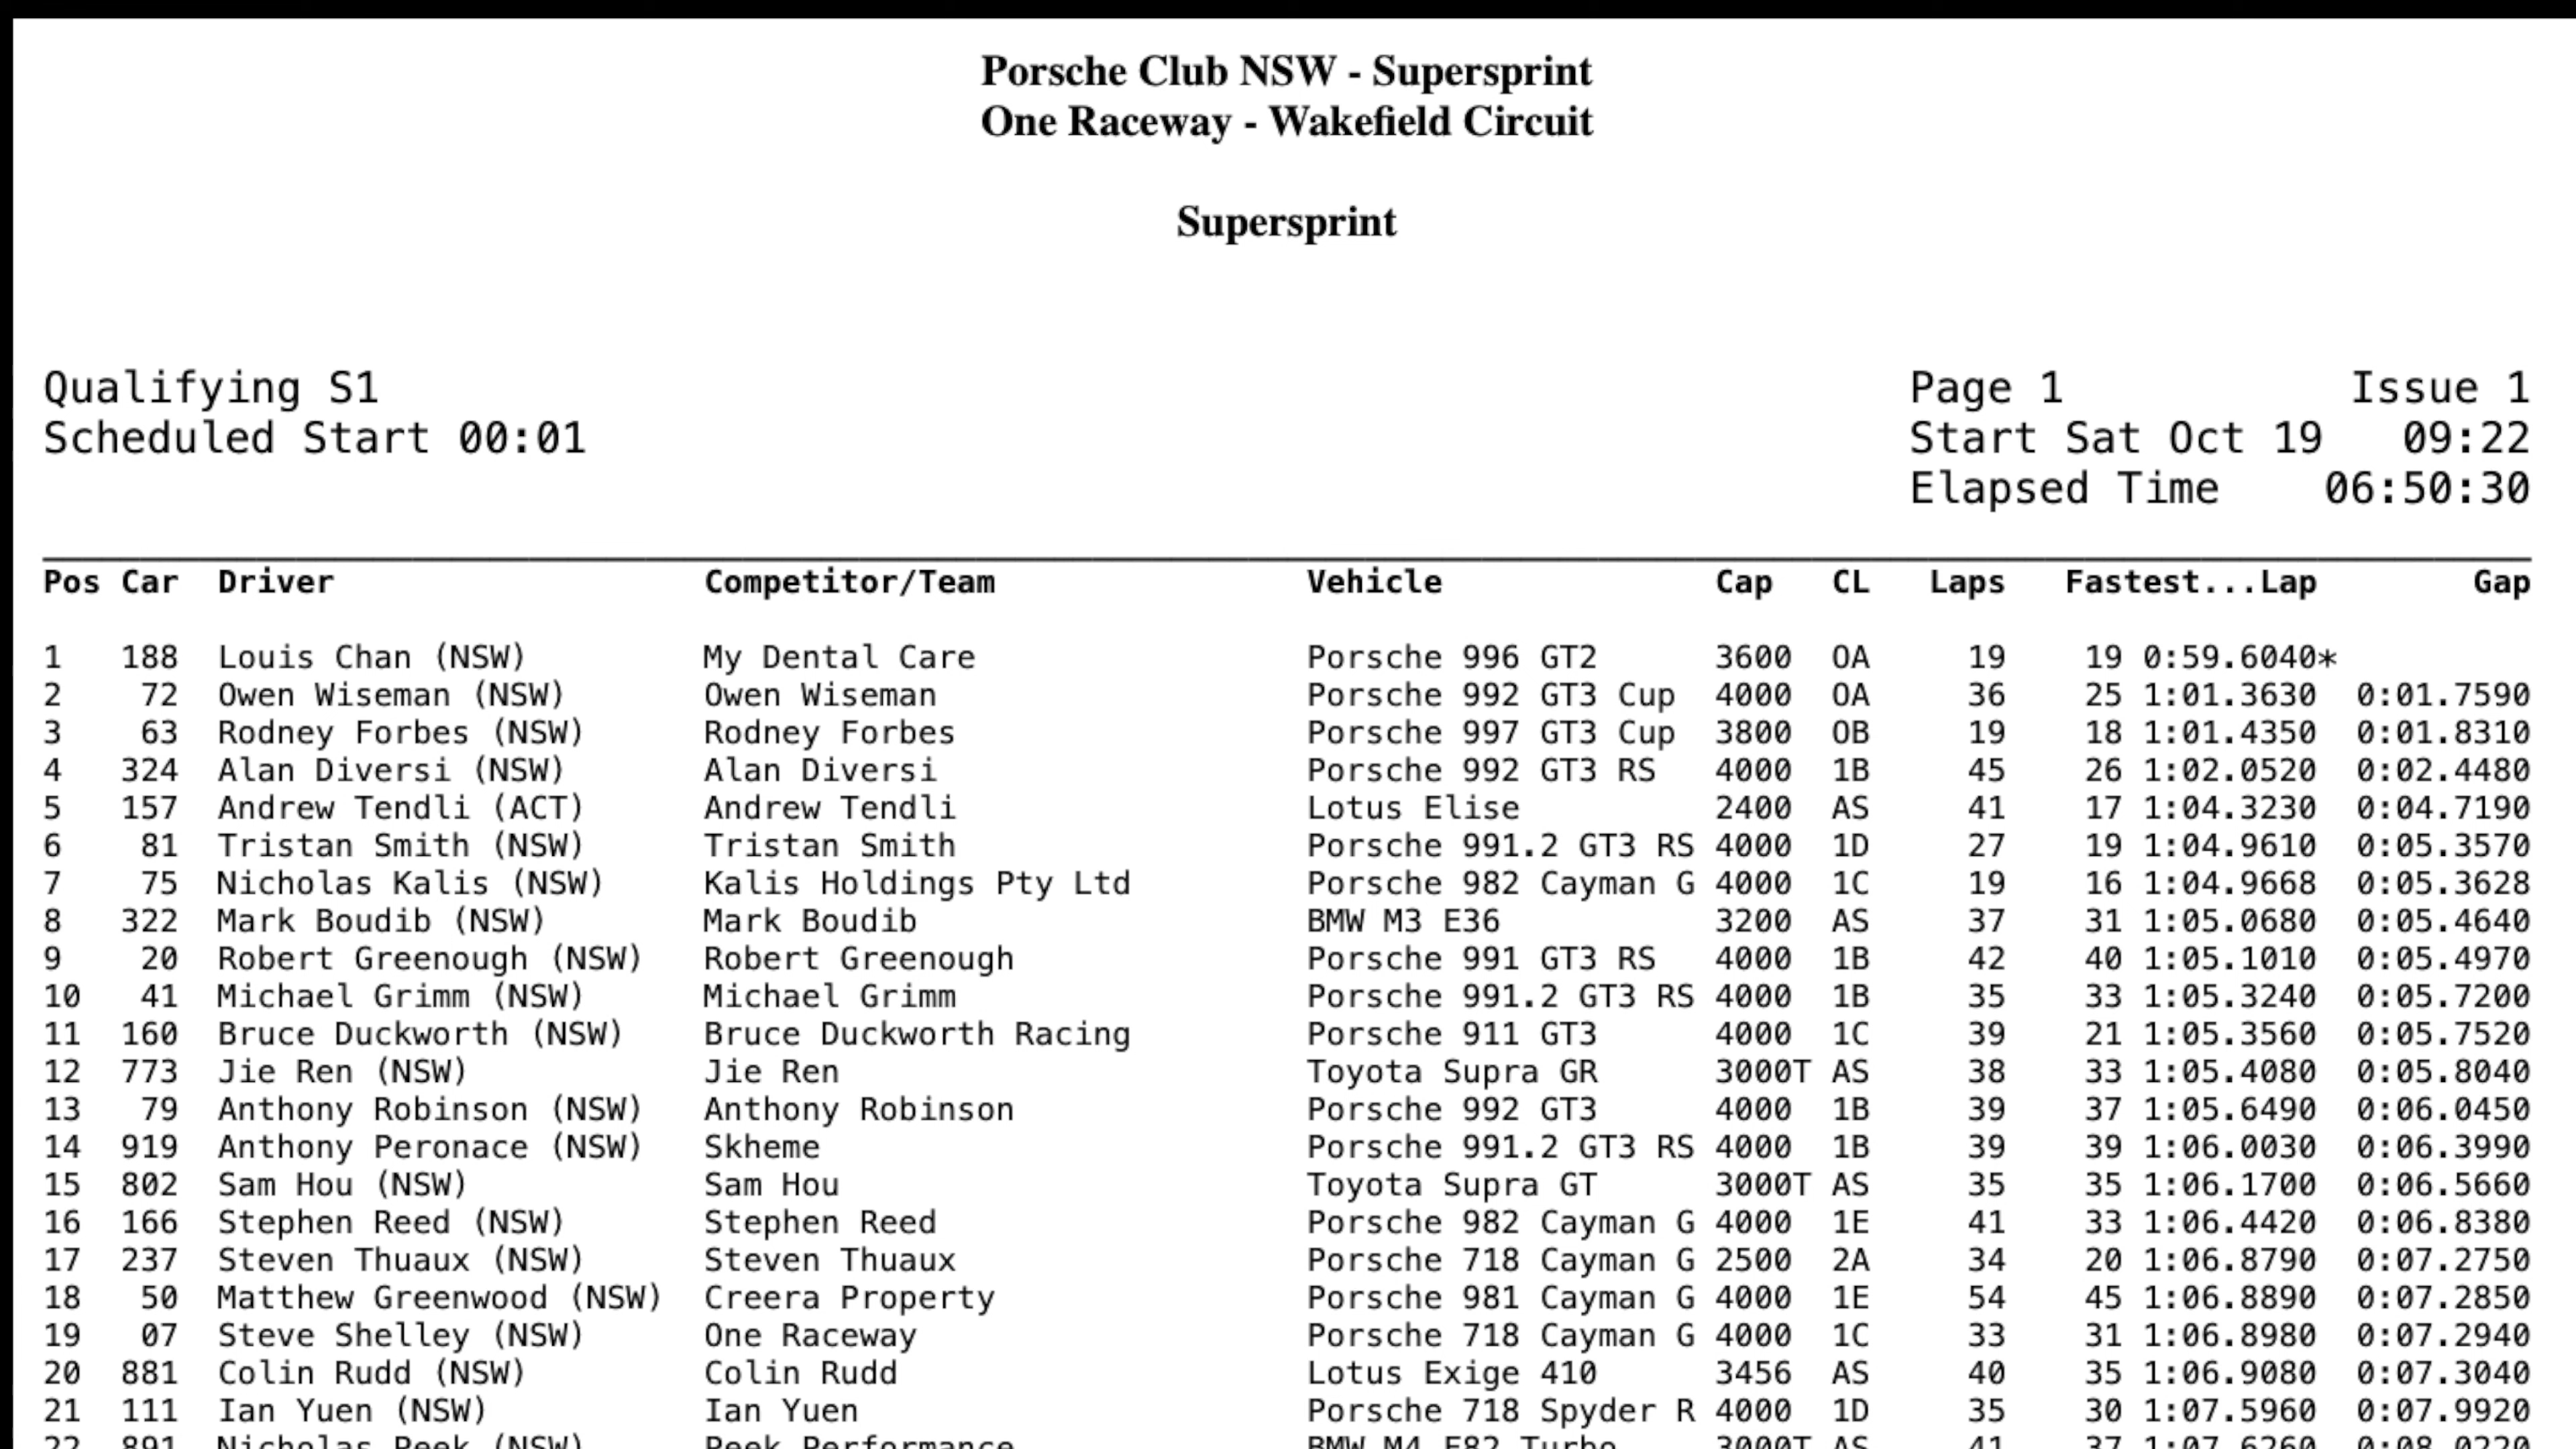 Porsche Club NSW - Supersprint
One Raceway - Wakefield Circuit
Supersprint
Qualifying S1 Page 1 Issue 1
Scheduled Start 00:01 Start Sat Oct 19 09:22
Elapsed Time 06:50:30
Pos Car Driver Competitor/Team Vehicle Cap CL Laps Fastest...Lap Gap
1 188 Louis Chan (NSW) My Dental Care Porsche 996 GT2 3600 OA 19 19 0:59.6040*
2 72 Owen Wiseman (NSW) Owen Wiseman Porsche 992 GT3 Cup 4000 OA 36 25 1:01.3630 0:01.7590
3 63 Rodney Forbes (NSW) Rodney Forbes Porsche 997 GT3 Cup 3800 OB 19 18 1:01.4350 0:01.8310
4 324 Alan Diversi (NSW) Alan Diversi Porsche 992 GT3 RS 4000 1B 45 26 1:02.0520 0:02.4480
5 157 Andrew Tendli (ACT) Andrew Tendli Lotus Elise 2400 AS 41 17 1:04.3230 0:04.7190
6 81 Tristan Smith (NSW) Tristan Smith Porsche 991.2 GT3 RS 4000 1D 27 19 1:04.9610 0:05.3570
7 75 Nicholas Kalis (NSW) Kalis Holdings Pty Ltd Porsche 982 Cayman G 4000 1C 19 16 1:04.9668 0:05.3628
8 322 Mark Boudib (NSW) Mark Boudib BMW M3 E36 3200 AS 37 31 1:05.0680 0:05.4640
9 20 Robert Greenough (NSW) Robert Greenough Porsche 991 GT3 RS 4000 1B 42 40 1:05.1010 0:05.4970
10 41 Michael Grimm (NSW) Michael Grimm Porsche 991.2 GT3 RS 4000 1B 35 33 1:05.3240 0:05.7200
11 160 Bruce Duckworth (NSW) Bruce Duckworth Racing Porsche 911 GT3 4000 1C 39 21 1:05.3560 0:05.7520
12 773 Jie Ren (NSW) Jie Ren Toyota Supra GR 3000T AS 38 33 1:05.4080 0:05.8040
13 79 Anthony Robinson (NSW) Anthony Robinson Porsche 992 GT3 4000 1B 39 37 1:05.6490 0:06.0450
14 919 Anthony Peronace (NSW) Skheme Porsche 991.2 GT3 RS 4000 1B 39 39 1:06.0030 0:06.3990
15 802 Sam Hou (NSW) Sam Hou Toyota Supra GT 3000T AS 35 35 1:06.1700 0:06.5660
16 166 Stephen Reed (NSW) Stephen Reed Porsche 982 Cayman G 4000 1E 41 33 1:06.4420 0:06.8380
17 237 Steven Thuaux (NSW) Steven Thuaux Porsche 718 Cayman G 2500 2A 34 20 1:06.8790 0:07.2750
18 50 Matthew Greenwood (NSW) Creera Property Porsche 981 Cayman G 4000 1E 54 45 1:06.8890 0:07.2850
19 07 Steve Shelley (NSW) One Raceway Porsche 718 Cayman G 4000 1C 33 31 1:06.8980 0:07.2940
20 881 Colin Rudd (NSW) Colin Rudd Lotus Exige 410 3456 AS 40 35 1:06.9080 0:07.3040
21 111 Ian Yuen (NSW) Ian Yuen Porsche 718 Spyder R 4000 1D 35 30 1:07.5960 0:07.9920